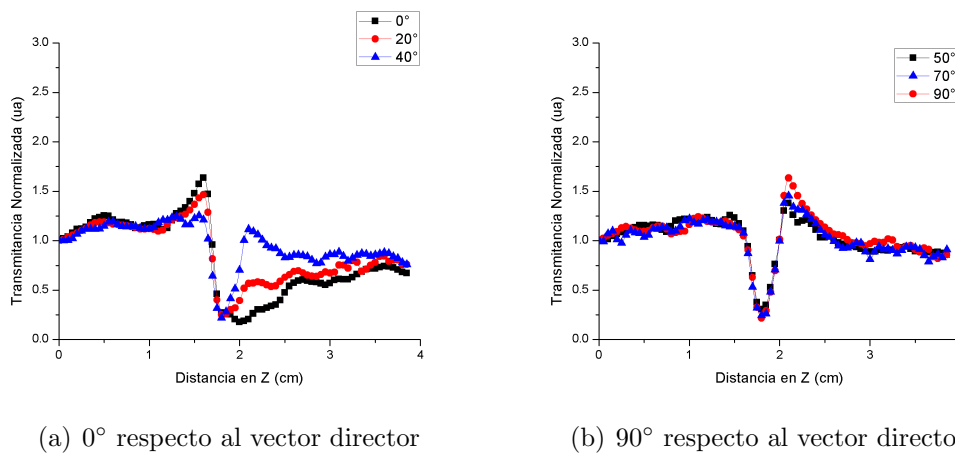 0°
20°
40°
3.0
2.5
2.0
1.5
1.0
0.5
0.0
Transmitancia Normalizada (ua)
0 1 2 3 4
Distancia en Z (cm)
(a) 0° respecto al vector director
50°
70°
90°
3.0
2.5
2.0
1.5
1.0
0.5
0.0
Transmitancia Normalizada (ua)
0 1 2 3
Distancia en Z (cm)
(b) 90° respecto al vector directo